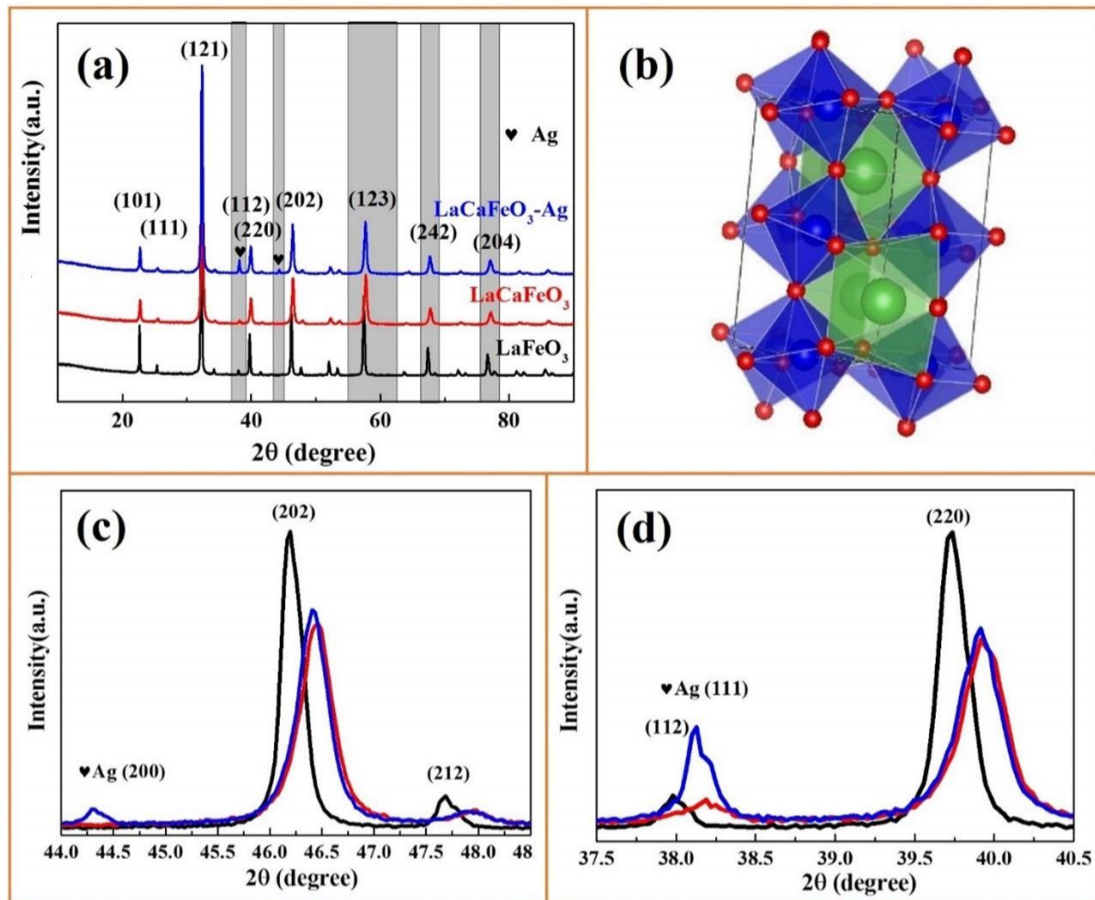 (a)
(121)
♥ Ag
(101)
(111)
(112)
(220)
(202)
(123)
(242)
(204)
LaCaFeO₃-Ag
LaCaFeO₃
LaFeO₃
Intensity(a.u.)
20 40 60 80
2θ (degree)
(b)
(c)
(202)
♥Ag (200)
(212)
Intensity(a.u.)
44.0 44.5 45.0 45.5 46.0 46.5 47.0 47.5 48.0 48
2θ (degree)
(d)
(220)
♥Ag (111)
(112)
Intensity(a.u.)
37.5 38.0 38.5 39.0 39.5 40.0 40.5
2θ (degree)